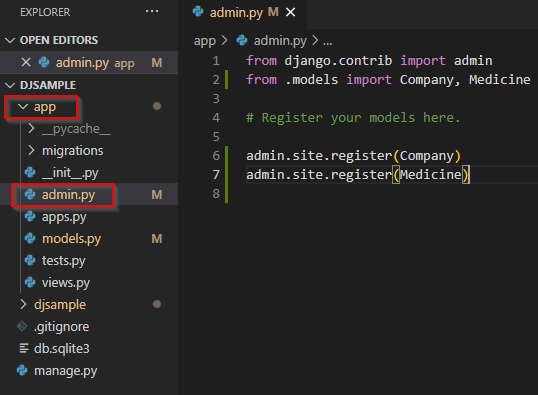 EXPLORER ...
OPEN EDITORS
admin.py app M
DJSAMPLE
app
__pycache__
migrations
__init__.py
admin.py M
apps.py
models.py M
tests.py
views.py
djsample
.gitignore
db.sqlite3
manage.py
admin.py M
app > admin.py > ...
1 from django.contrib import admin
2 from .models import Company, Medicine
3
4 # Register your models here.
5
6 admin.site.register(Company)
7 admin.site.register(Medicine)
8